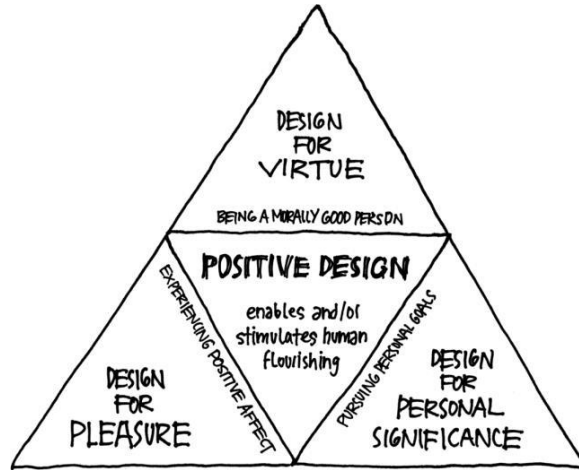 DESIGN
FOR
VIRTUE
BEING A MORALLY GOOD PERSON
POSITIVE DESIGN
enables and/or
stimulates human
flourishing
EXPERIENCING POSITIVE AFFECT
PURSUING PERSONAL GOALS
DESIGN
FOR
PLEASURE
DESIGN
FOR
PERSONAL
SIGNIFICANCE